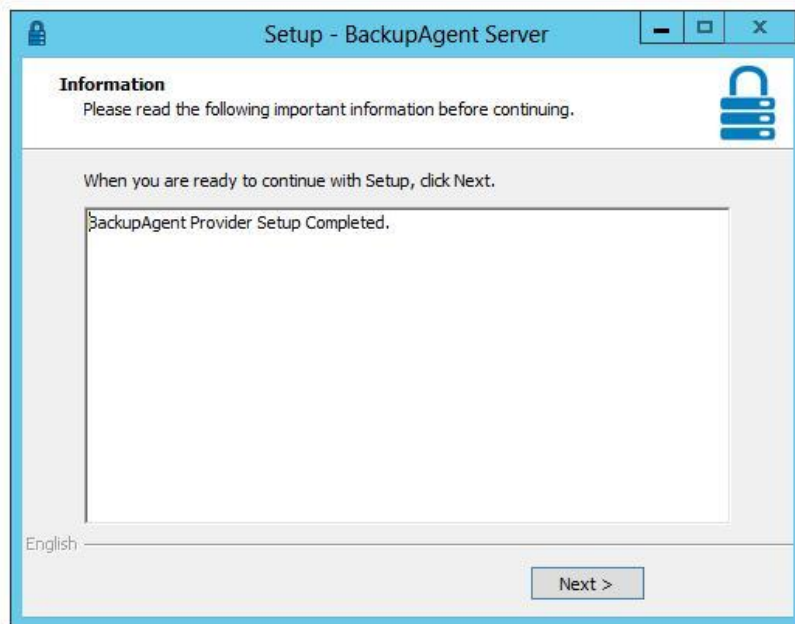 Setup - BackupAgent Server
Information
Please read the following important information before continuing.
When you are ready to continue with Setup, click Next.
BackupAgent Provider Setup Completed.
English
Next >